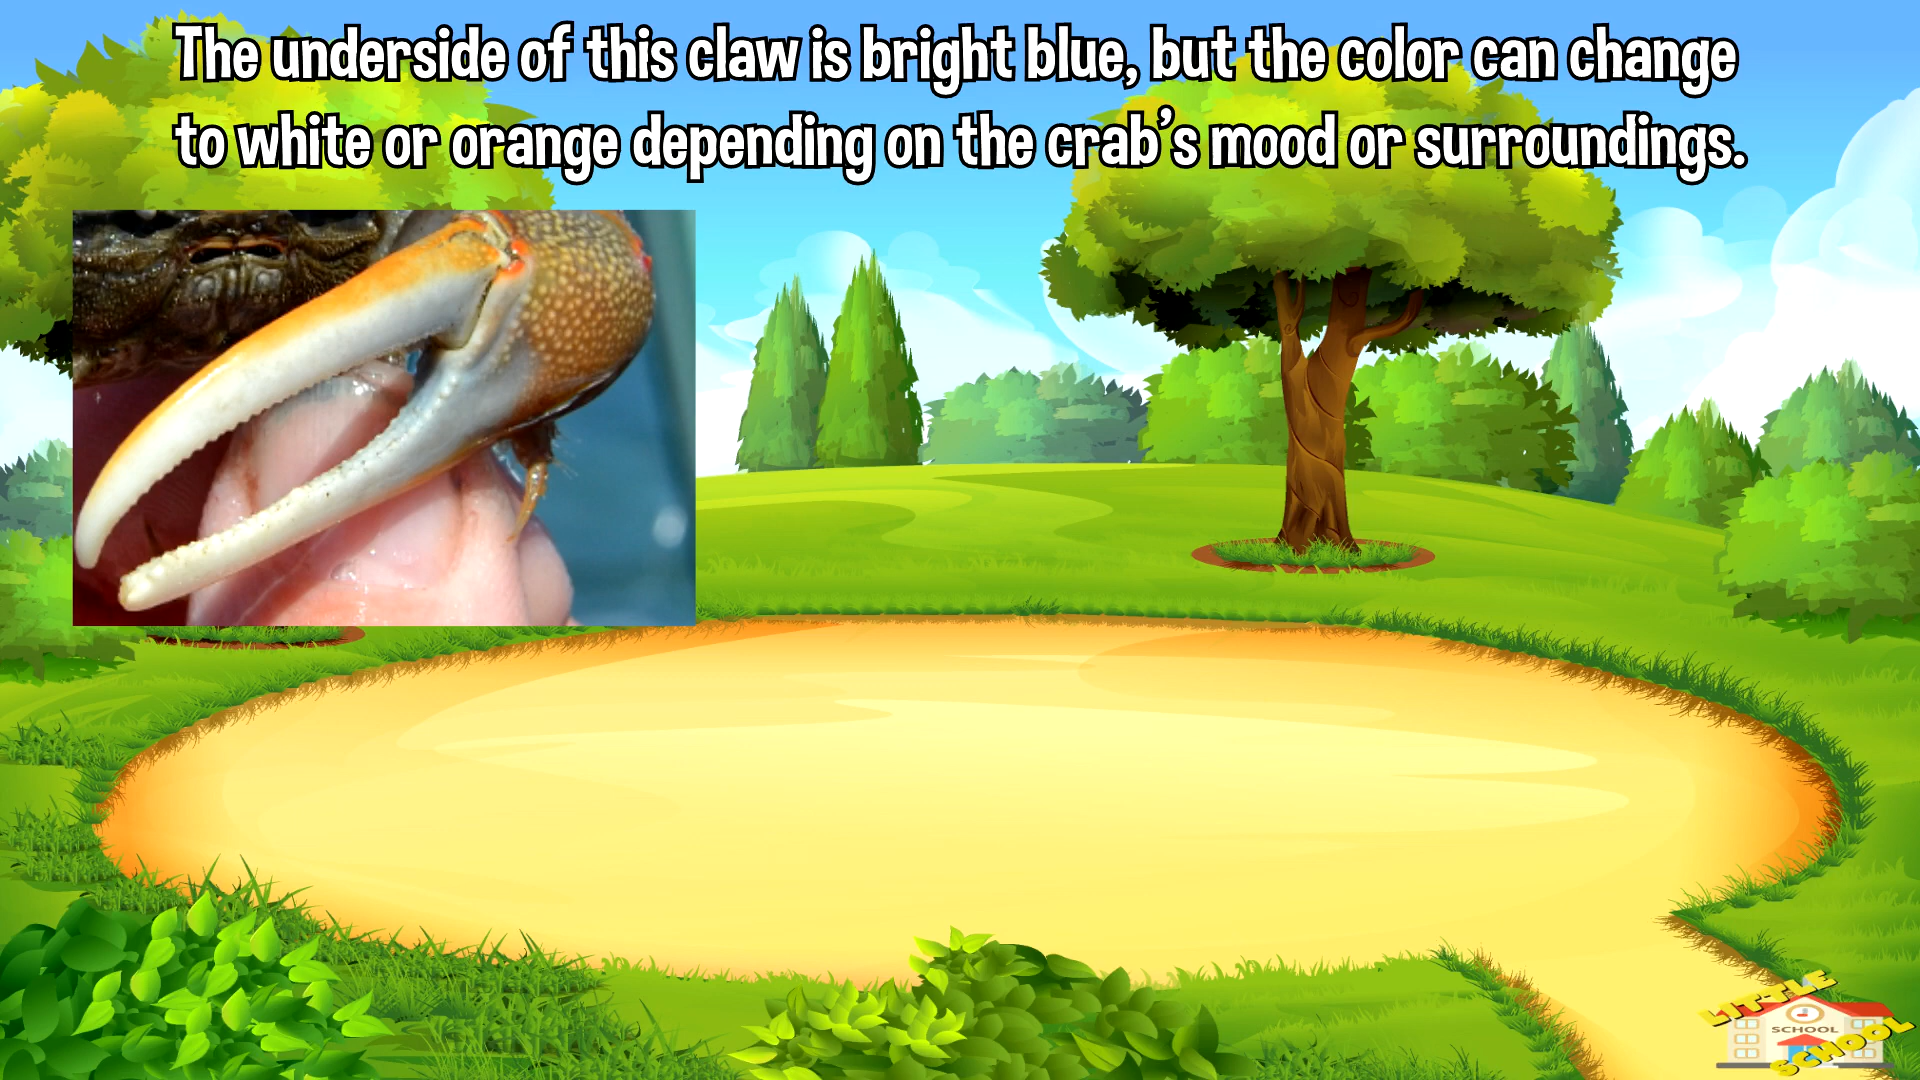 The underside of this claw is bright blue, but the color can change
to white or orange depending on the crab's mood or surroundings.
LITTLE
SCHOOL
SCHOOL